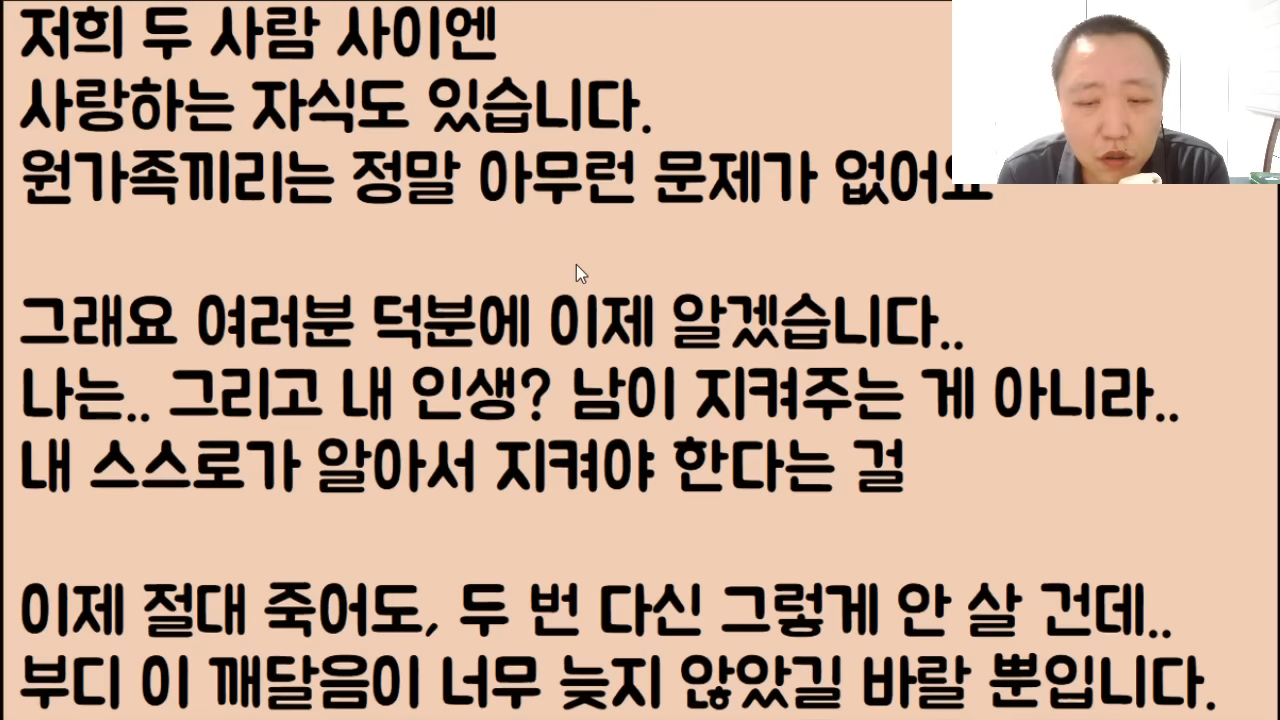 저희 두 사람 사이엔
사랑하는 자식도 있습니다.
원가족끼리는 정말 아무런 문제가 없어요
그래요 여러분 덕분에 이제 알겠습니다..
나는.. 그리고 내 인생? 남이 지켜주는 게 아니라..
내 스스로가 알아서 지켜야 한다는 걸
이제 절대 죽어도, 두 번 다신 그렇게 안 살 건데..
부디 이 깨달음이 너무 늦지 않았길 바랄 뿐입니다.